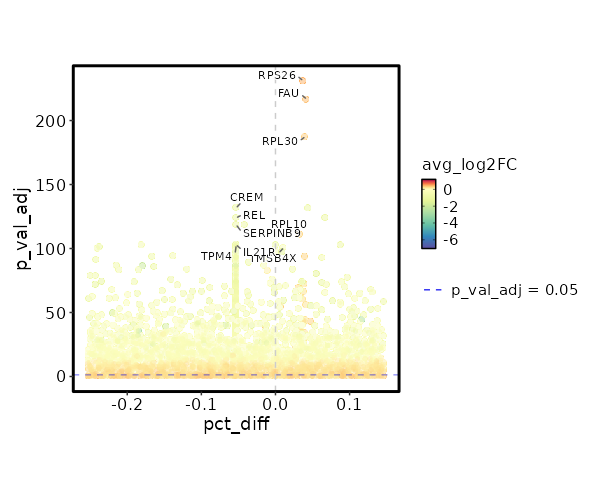 RPS26
FAU
RPL30
CREM
REL
RPL10
SERPINB9
TPM4
IL21R
TMSB4X
p_val_adj
200
150
100
50
0
-0.2
-0.1
0.0
0.1
pct_diff
avg_log2FC
0
-2
-4
-6
p_val_adj = 0.05